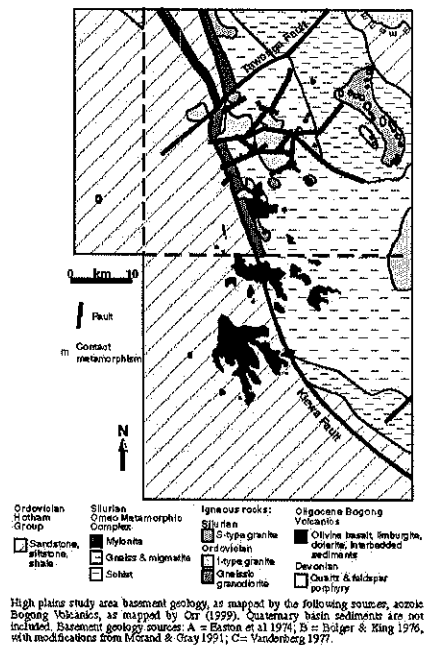 Tawonga Fault
0 km 10
Fault
m Contact
metamorphism
Kiewa Fault
N
Ordovician
Hotham
Group
Sandstone,
siltstone,
shale
Silurian
Omeo Metamorphic
Complex
Mylonite
Gneiss & migmatite
Schist
Igneous rocks:
Silurian
S-type granite
Ordovician
I-type granite
Gneissic
granodiorite
Oligocene Bogong
Volcanics
Olivine basalt, limburgite,
dolerite, interbedded
sediments
Devonian
Quartz & feldspar
porphyry
High plains study area basement geology, as mapped by the following sources,
Bogong Volcanics, as mapped by Orr (1999). Quaternary basin sediments are not
included. Basement geology sources: A = Easton et al 1974; B = Bolger & King 1976,
with modifications from Morand & Gray 1991; C= Vandenberg 1977.